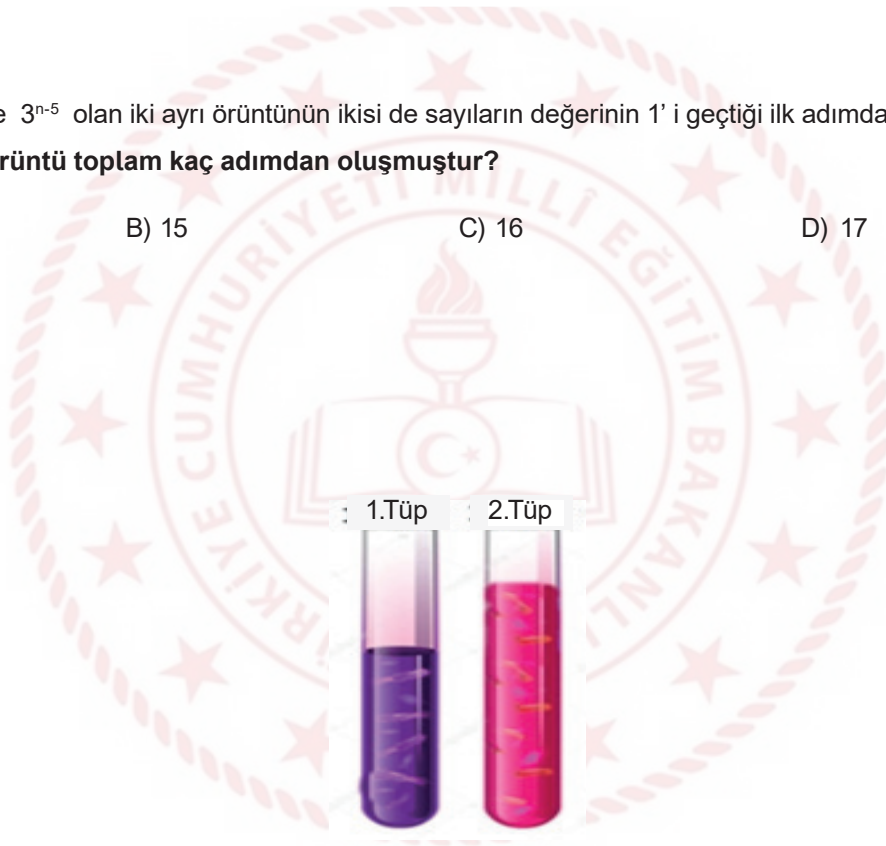 e 3ⁿ⁻⁵ olan iki ayrı örüntünün ikisi de sayıların değerinin 1' i geçtiği ilk adımda
rüntü toplam kaç adımdan oluşmuştur?
B) 15 C) 16 D) 17
1.Tüp 2.Tüp